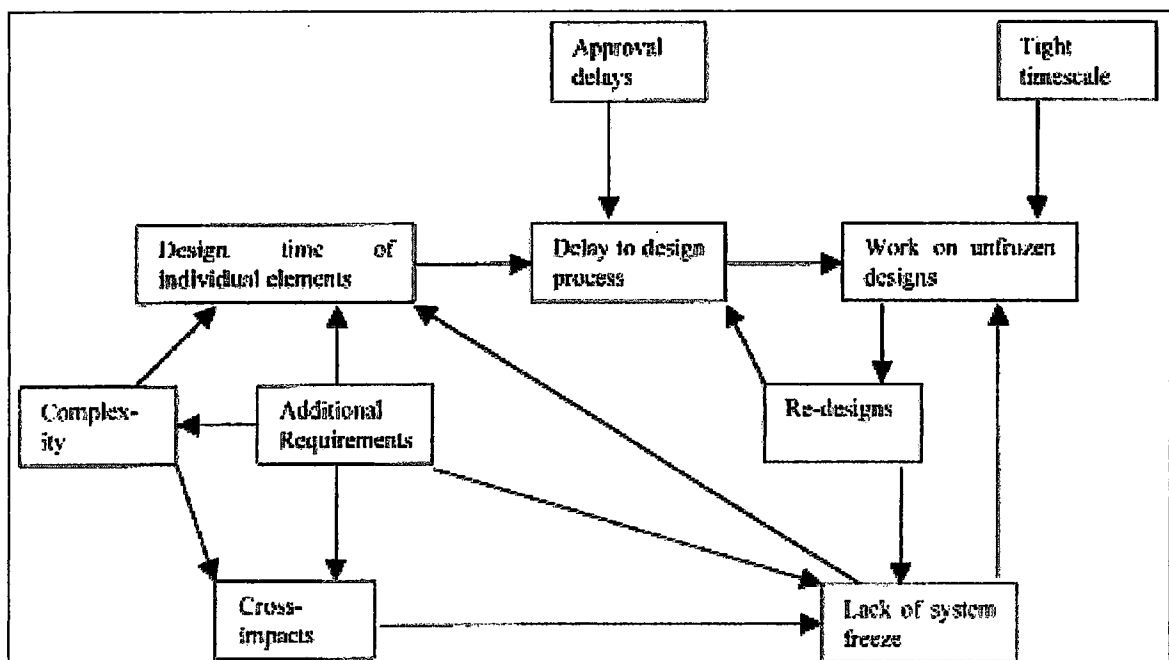 Approval
delays
Tight
timescale
Design time of
individual elements
Delay to design
process
Work on unfrozen
designs
Complex-
ity
Additional
Requirements
Re-designs
Cross-
impacts
Lack of system
freeze